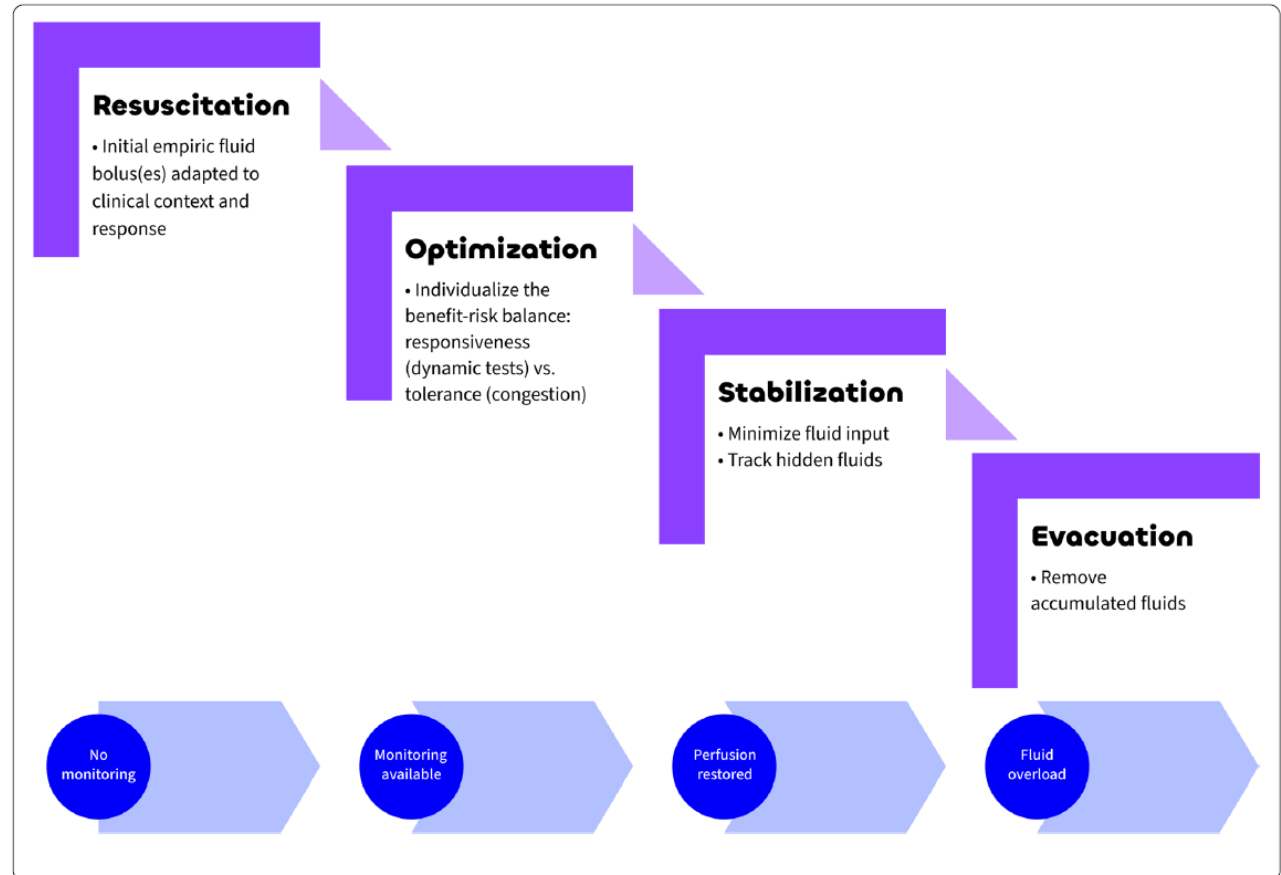 Resuscitation
• Initial empiric fluid
bolus(es) adapted to
clinical context and
response
Optimization
• Individualize the
benefit-risk balance:
responsiveness
(dynamic tests) vs.
tolerance (congestion)
Stabilization
• Minimize fluid input
• Track hidden fluids
Evacuation
• Remove
accumulated fluids
No
monitoring
Monitoring
available
Perfusion
restored
Fluid
overload